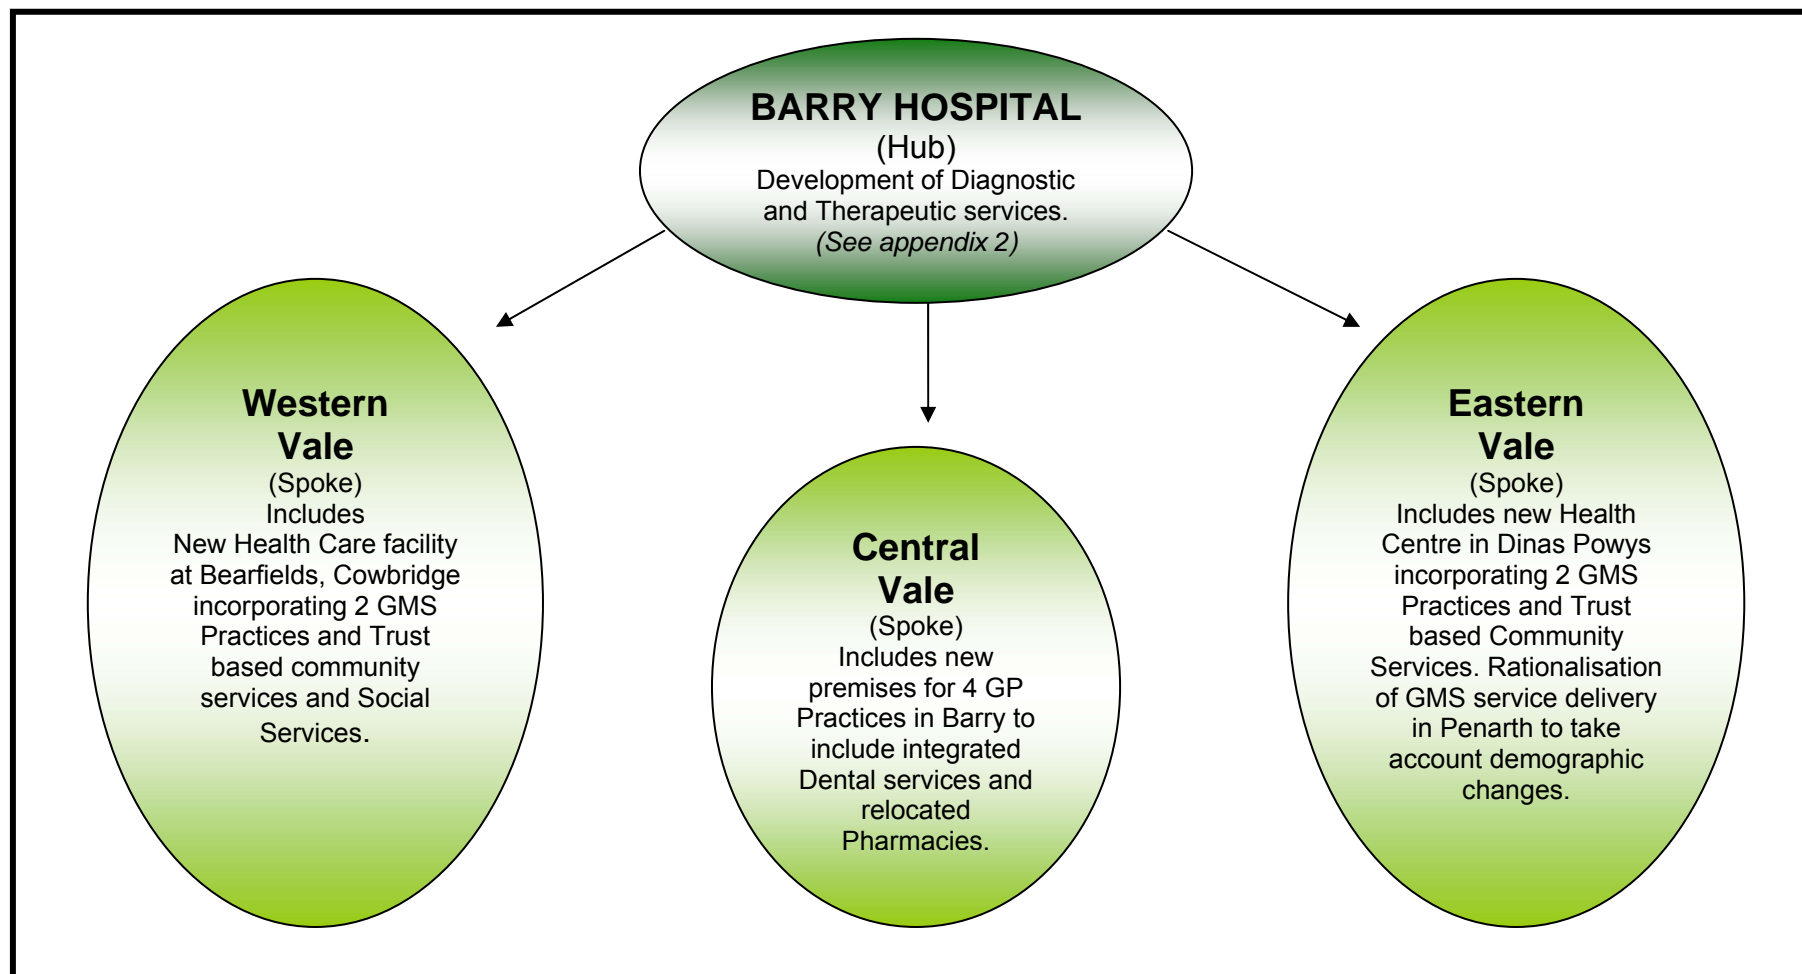 BARRY HOSPITAL
(Hub)
Development of Diagnostic
and Therapeutic services.
(See appendix 2)
Western
Vale
(Spoke)
Includes
New Health Care facility
at Bearfields, Cowbridge
incorporating 2 GMS
Practices and Trust
based community
services and Social
Services.
Central
Vale
(Spoke)
Includes new
premises for 4 GP
Practices in Barry to
include integrated
Dental services and
relocated
Pharmacies.
Eastern
Vale
(Spoke)
Includes new Health
Centre in Dinas Powys
incorporating 2 GMS
Practices and Trust
based Community
Services. Rationalisation
of GMS service delivery
in Penarth to take
account demographic
changes.